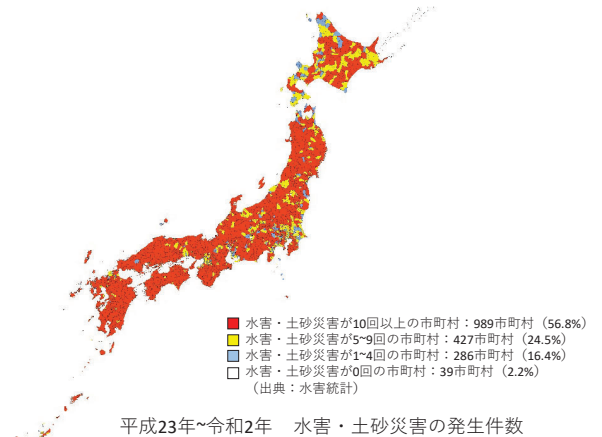 水害・土砂災害が10回以上の市町村：989市町村（56.8%）
水害・土砂災害が5~9回の市町村：427市町村（24.5%）
水害・土砂災害が1~4回の市町村：286市町村（16.4%）
水害・土砂災害が0回の市町村：39市町村（2.2%）
（出典：水害統計）
平成23年~令和2年　水害・土砂災害の発生件数